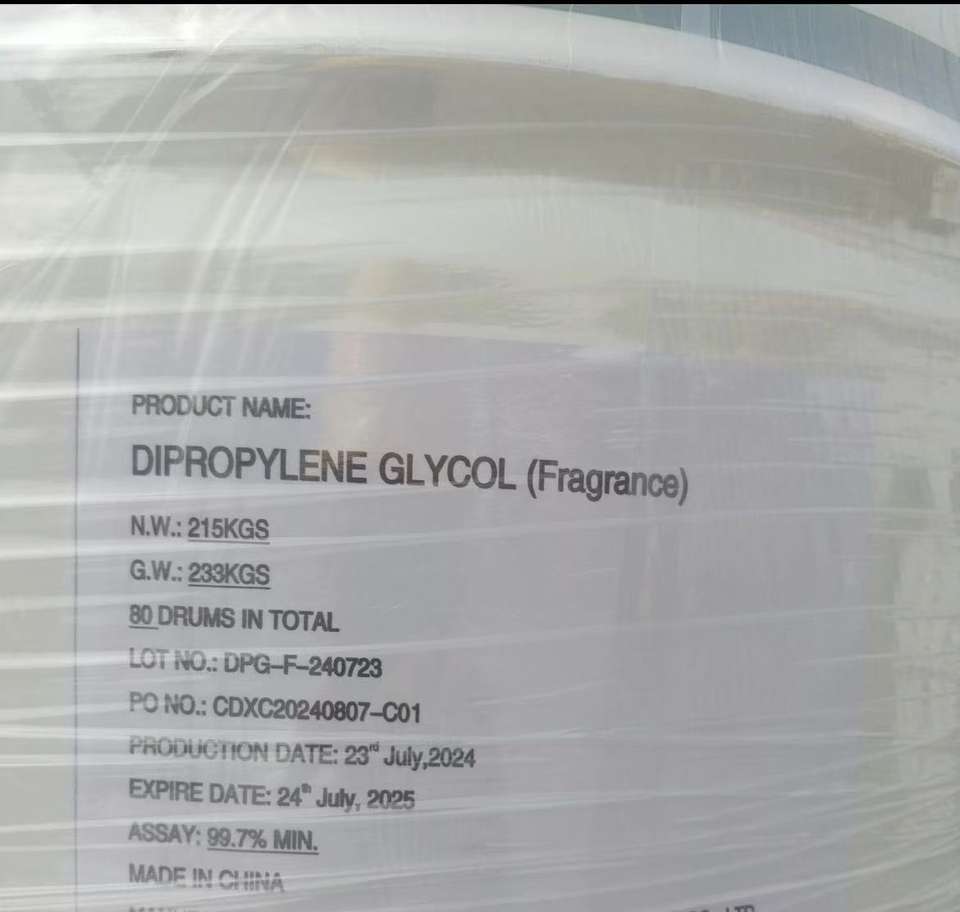 PRODUCT NAME:
DIPROPYLENE GLYCOL (Fragrance)
N.W.: 215KGS
G.W.: 233KGS
80 DRUMS IN TOTAL
LOT NO.: DPG-F-240723
PO NO.: CDXC20240807-C01
PRODUCTION DATE: 23rd July,2024
EXPIRE DATE: 24th July, 2025
ASSAY: 99.7% MIN.
MADE IN CHINA